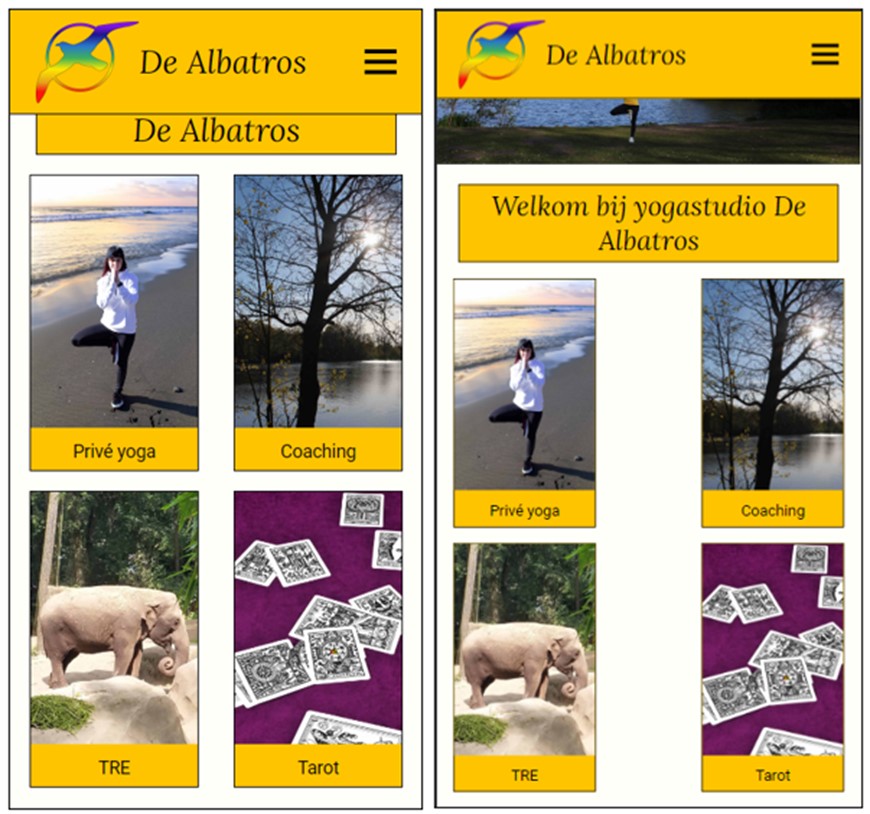 De Albatros
De Albatros
Privé yoga
Coaching
TRE
Tarot
De Albatros
Welkom bij yogastudio De
Albatros
Privé yoga
Coaching
TRE
Tarot